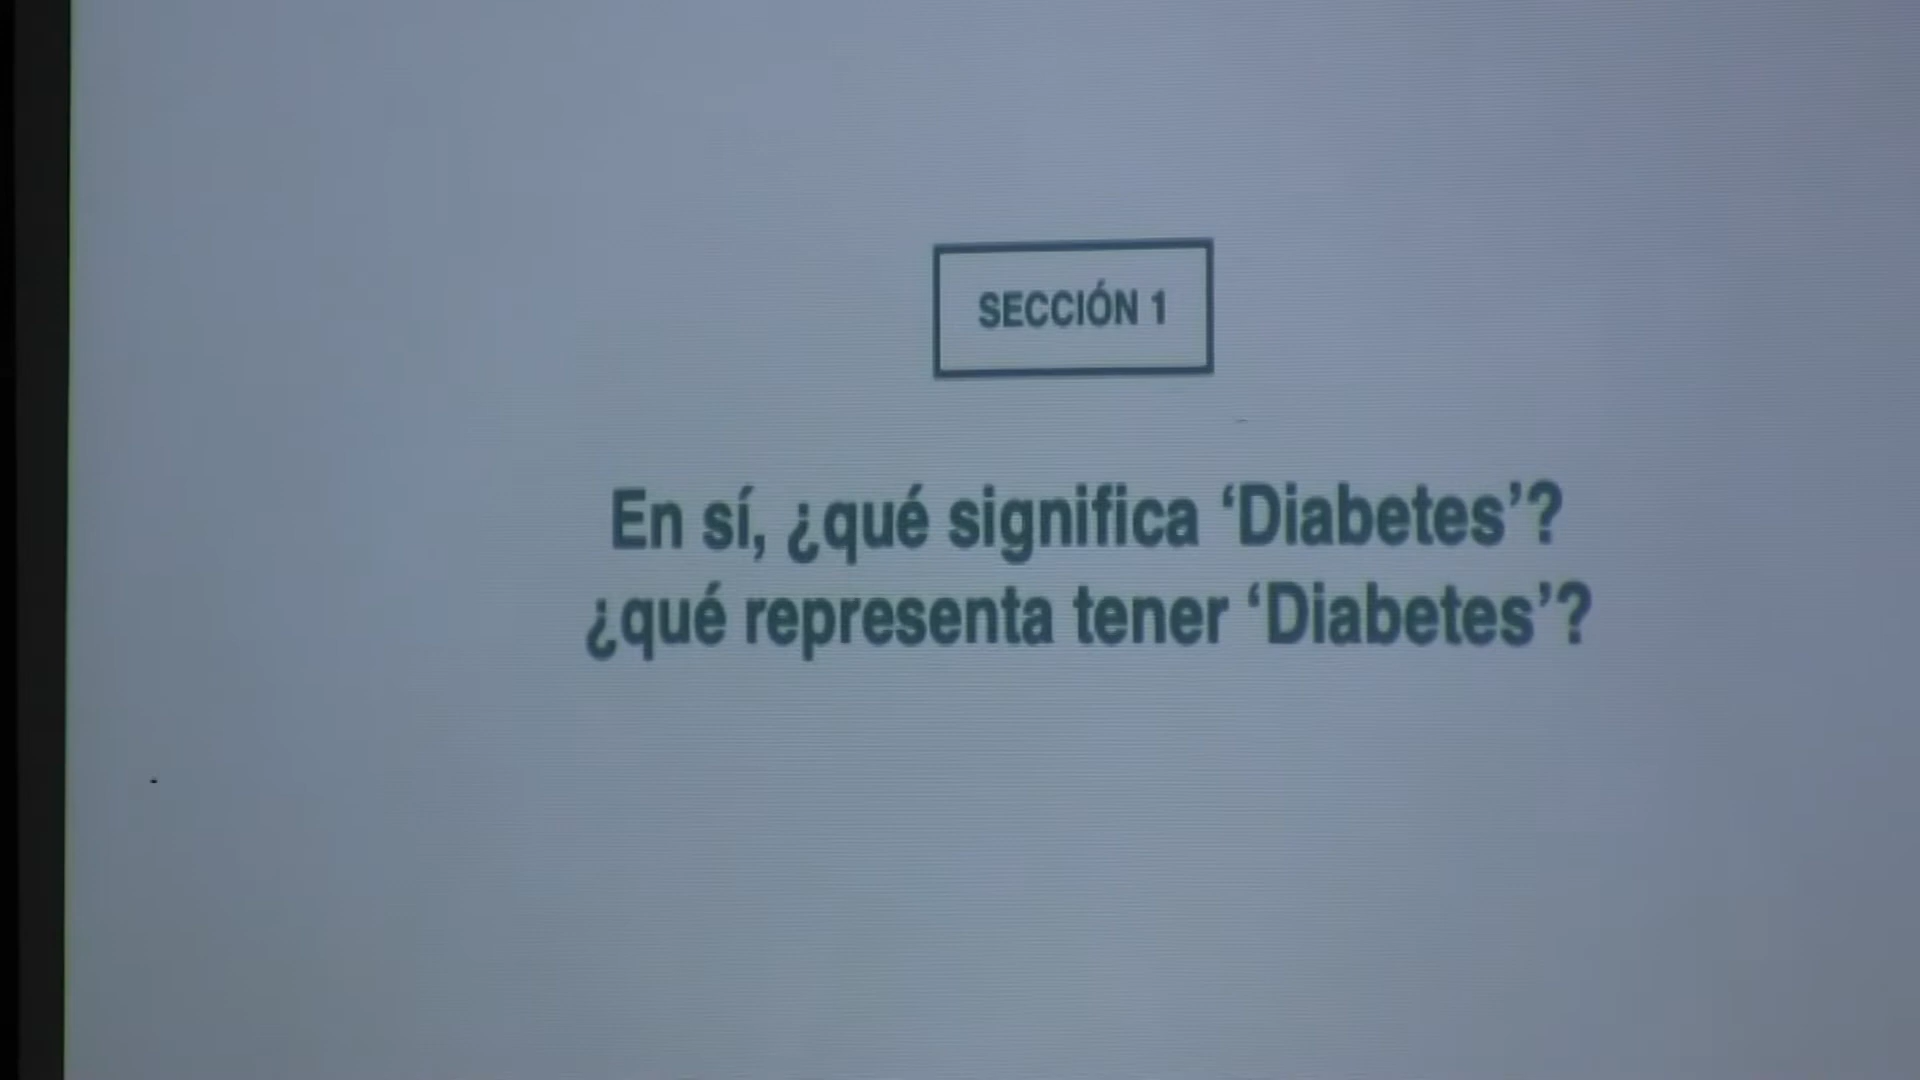 SECCIÓN 1
En sí, ¿qué significa ‘Diabetes’?
¿qué representa tener ‘Diabetes’?